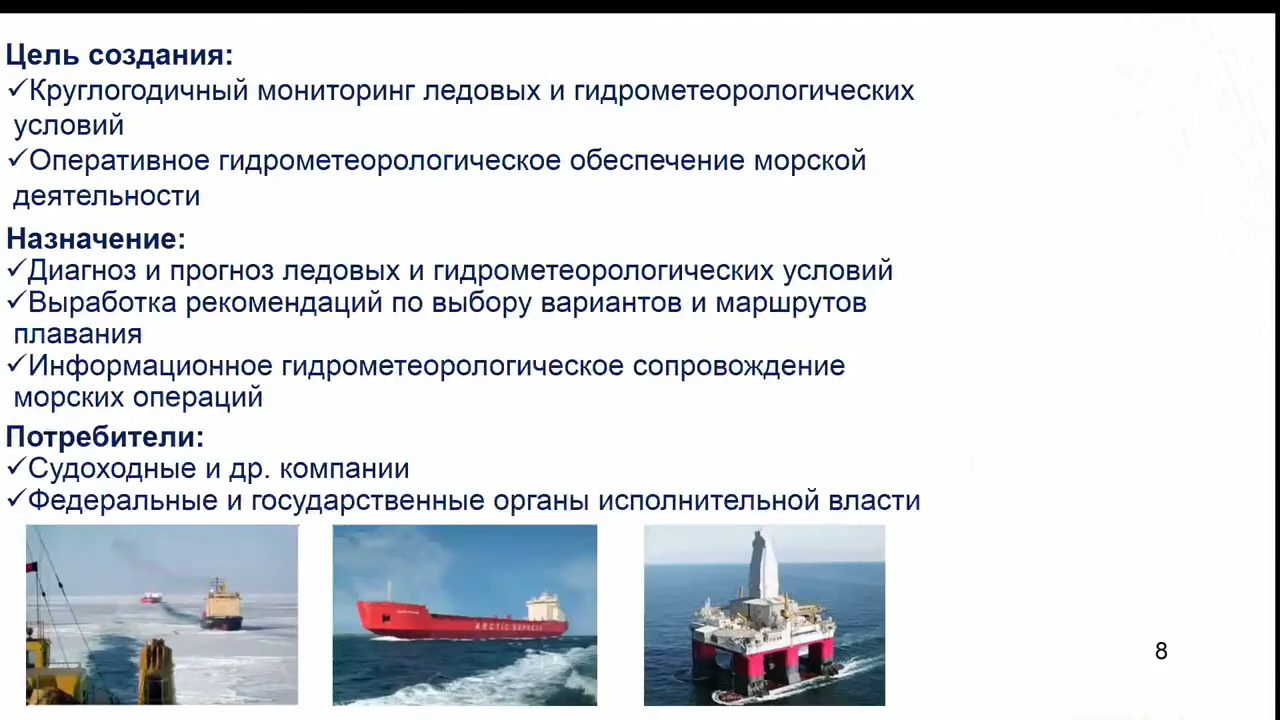 Цель создания:
✓Круглогодичный мониторинг ледовых и гидрометеорологических
условий
✓Оперативное гидрометеорологическое обеспечение морской
деятельности
Назначение:
✓Диагноз и прогноз ледовых и гидрометеорологических условий
✓Выработка рекомендаций по выбору вариантов и маршрутов
плавания
✓Информационное гидрометеорологическое сопровождение
морских операций
Потребители:
✓Судоходные и др. компании
✓Федеральные и государственные органы исполнительной власти
ARCTIC EXPRESS
8